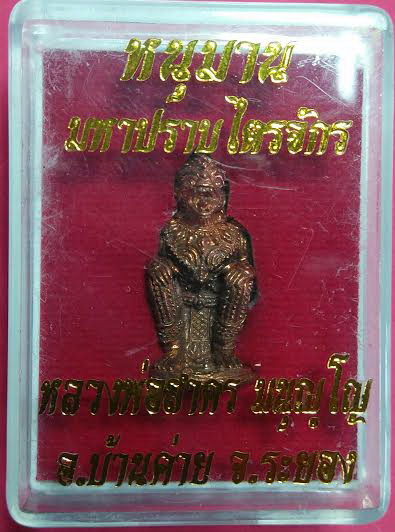 หนุมาน
มหาปราบไตรจักร
หลวงพ่อสาคร มนุญฺโญ
อ.บ้านค่าย จ.ระยอง